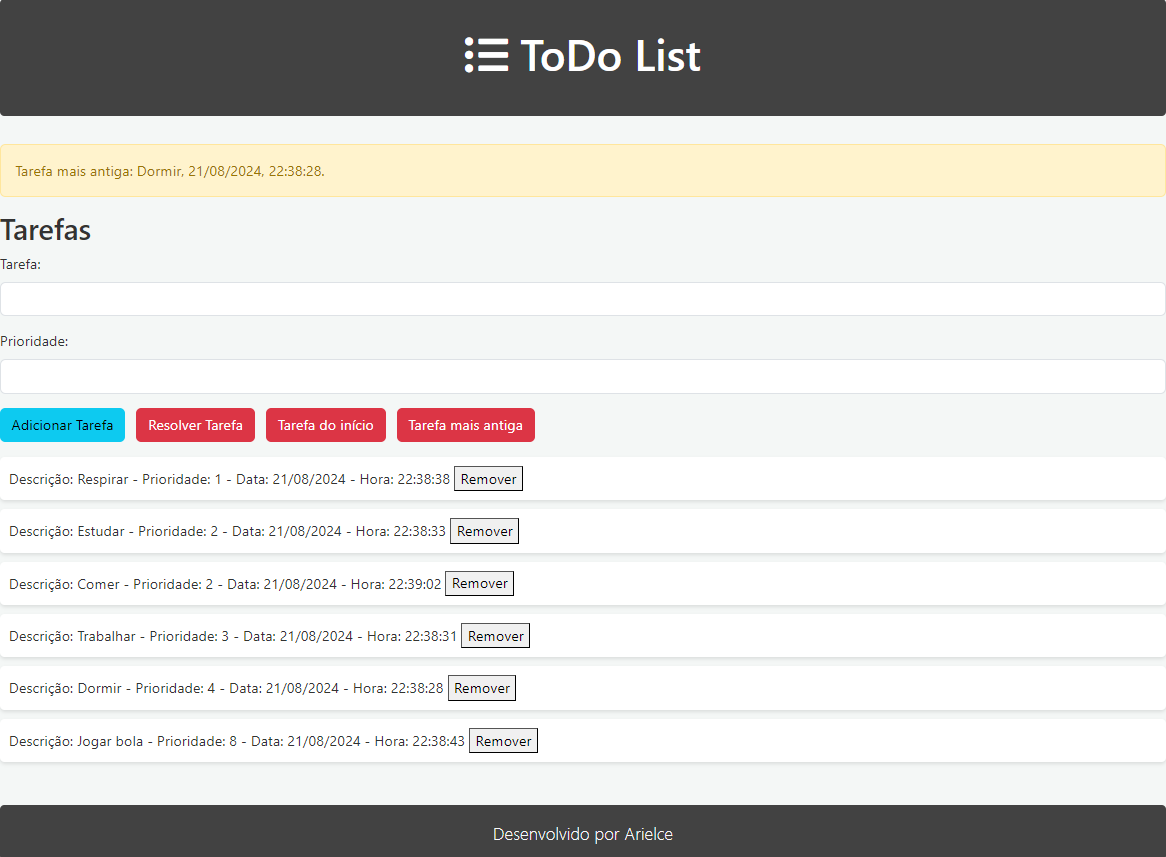 ToDo List
Tarefa mais antiga: Dormir, 21/08/2024, 22:38:28.
Tarefas
Tarefa:
Prioridade:
Adicionar Tarefa Resolver Tarefa Tarefa do início Tarefa mais antiga
Descrição: Respirar - Prioridade: 1 - Data: 21/08/2024 - Hora: 22:38:38 Remover
Descrição: Estudar - Prioridade: 2 - Data: 21/08/2024 - Hora: 22:38:33 Remover
Descrição: Comer - Prioridade: 2 - Data: 21/08/2024 - Hora: 22:39:02 Remover
Descrição: Trabalhar - Prioridade: 3 - Data: 21/08/2024 - Hora: 22:38:31 Remover
Descrição: Dormir - Prioridade: 4 - Data: 21/08/2024 - Hora: 22:38:28 Remover
Descrição: Jogar bola - Prioridade: 8 - Data: 21/08/2024 - Hora: 22:38:43 Remover
Desenvolvido por Arielce